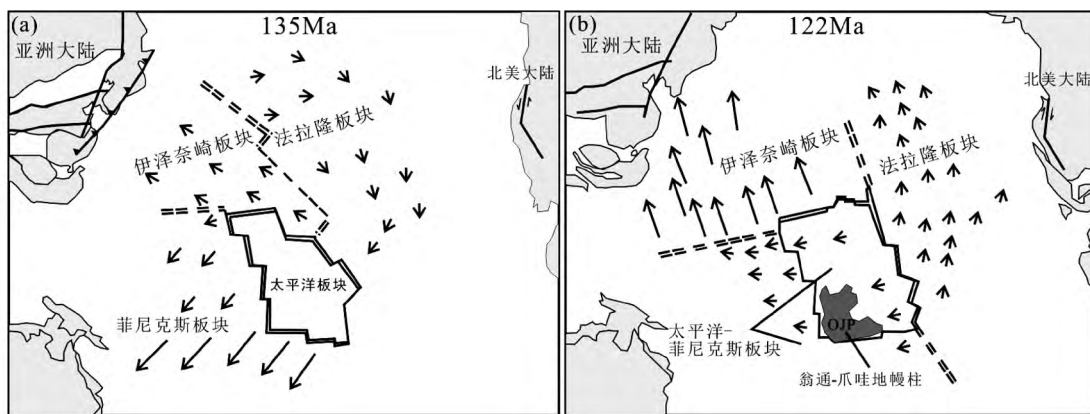 (a)
135Ma
亚洲大陆
北美大陆
伊泽奈崎板块
法拉隆板块
太平洋板块
菲尼克斯板块
(b)
122Ma
亚洲大陆
北美大陆
伊泽奈崎板块
法拉隆板块
OJP
太平洋-
菲尼克斯板块
翁通-爪哇地幔柱